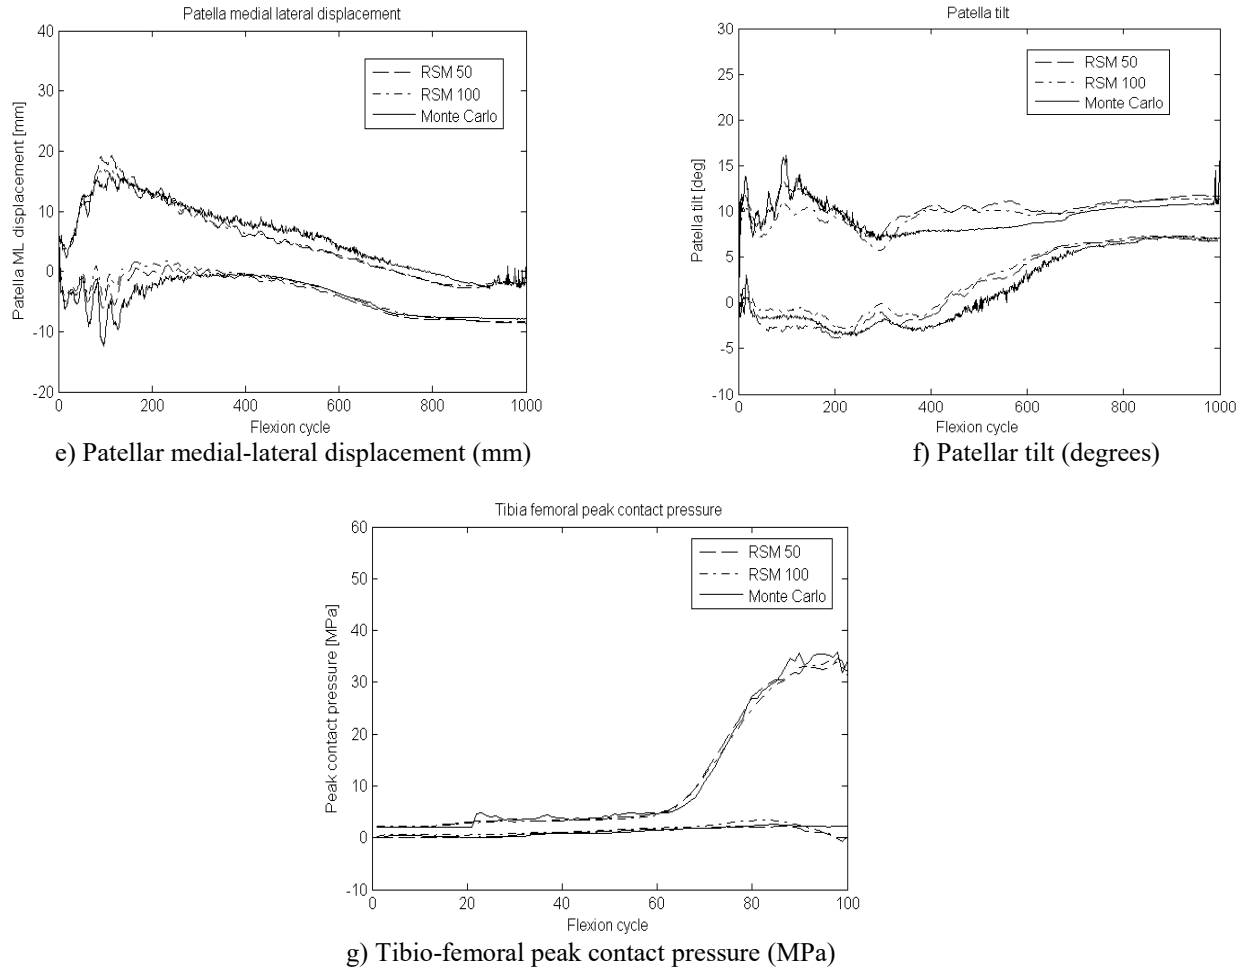 Patella medial lateral displacement
Patella ML displacement [mm]
40
30
20
10
0
-10
-20
0 200 400 600 800 1000
Flexion cycle
RSM 50
RSM 100
Monte Carlo
e) Patellar medial-lateral displacement (mm)
Patella tilt
Patella tilt [deg]
30
25
20
15
10
5
0
-5
-10
0 200 400 600 800 1000
Flexion cycle
RSM 50
RSM 100
Monte Carlo
f) Patellar tilt (degrees)
Tibia femoral peak contact pressure
Peak contact pressure [MPa]
60
50
40
30
20
10
0
-10
0 20 40 60 80 100
Flexion cycle
RSM 50
RSM 100
Monte Carlo
g) Tibio-femoral peak contact pressure (MPa)